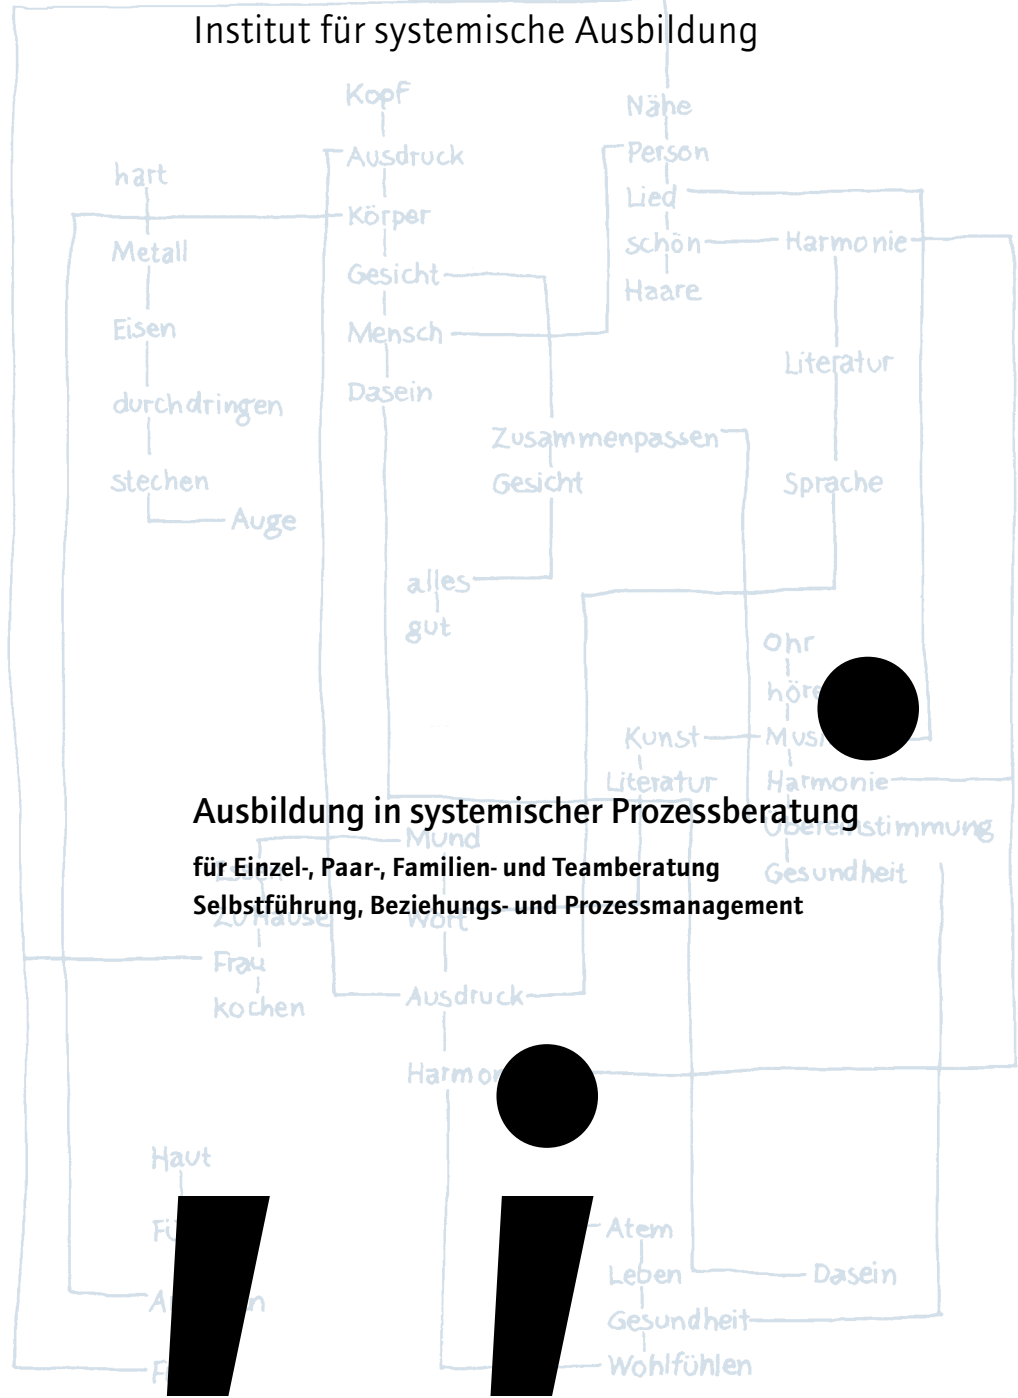 Institut für systemische Ausbildung
Kopf
Ausdruck
Körper
Gesicht
Mensch
Dasein
Nähe
Person
Lied
schön
Haare
Harmonie
Literatur
Sprache
hart
Metall
Eisen
durchdringen
stechen
Auge
Zusammenpassen
Gesicht
alles
gut
Ohr
Kunst
Literatur
Harmonie
Übereinstimmung
Gesundheit
Ausbildung in systemischer Prozessberatung
für Einzel-, Paar-, Familien- und Teamberatung
Selbstführung, Beziehungs- und Prozessmanagement
Mund
Wort
Ausdruck
Zu Hause
Frau
kochen
Haut
Atem
Leben
Gesundheit
Wohlfühlen
Dasein